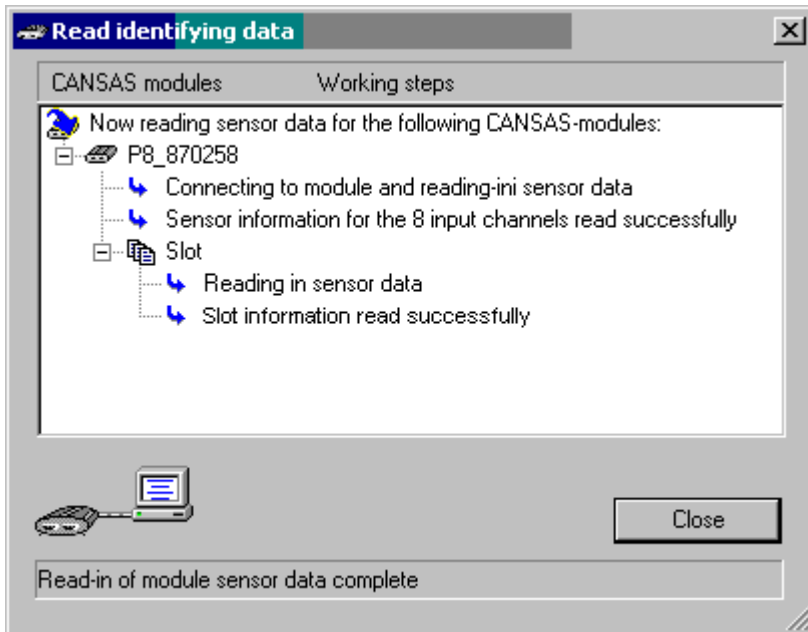 Read identifying data
CANSAS modules Working steps
Now reading sensor data for the following CANSAS-modules:
P8_870258
Connecting to module and reading-ini sensor data
Sensor information for the 8 input channels read successfully
Slot
Reading in sensor data
Slot information read successfully
Close
Read-in of module sensor data complete